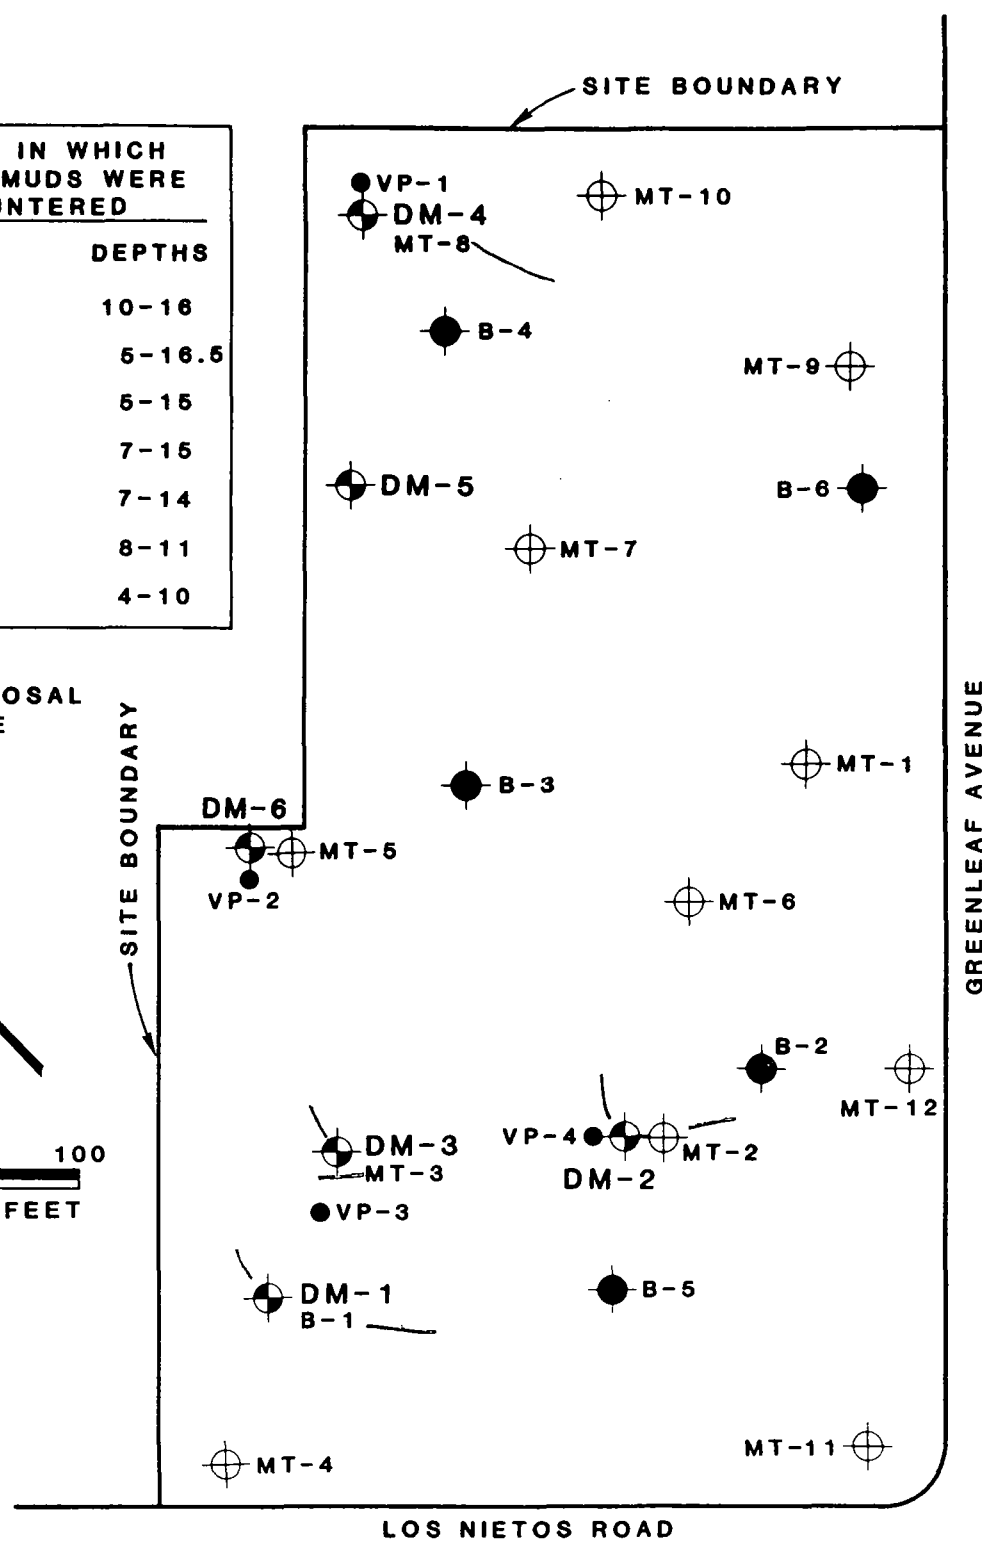 SITE BOUNDARY
IN WHICH
MUDS WERE
NTERED
DEPTHS
10-16
5-16.5
5-15
7-15
7-14
8-11
4-10
OSAL
E
SITE BOUNDARY
100
FEET
VP-1
DM-4
MT-8
MT-10
B-4
MT-9
DM-5
B-6
MT-7
B-3
MT-1
DM-6
MT-5
VP-2
MT-6
B-2
MT-12
VP-4
MT-2
DM-2
DM-3
MT-3
VP-3
DM-1
B-1
B-5
MT-4
MT-11
GREENLEAF AVENUE
LOS NIETOS ROAD